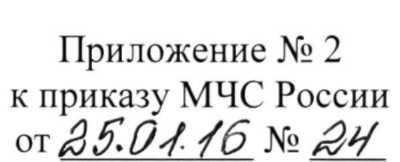 Приложение № 2
к приказу МЧС России
от 25.01.16 № 24